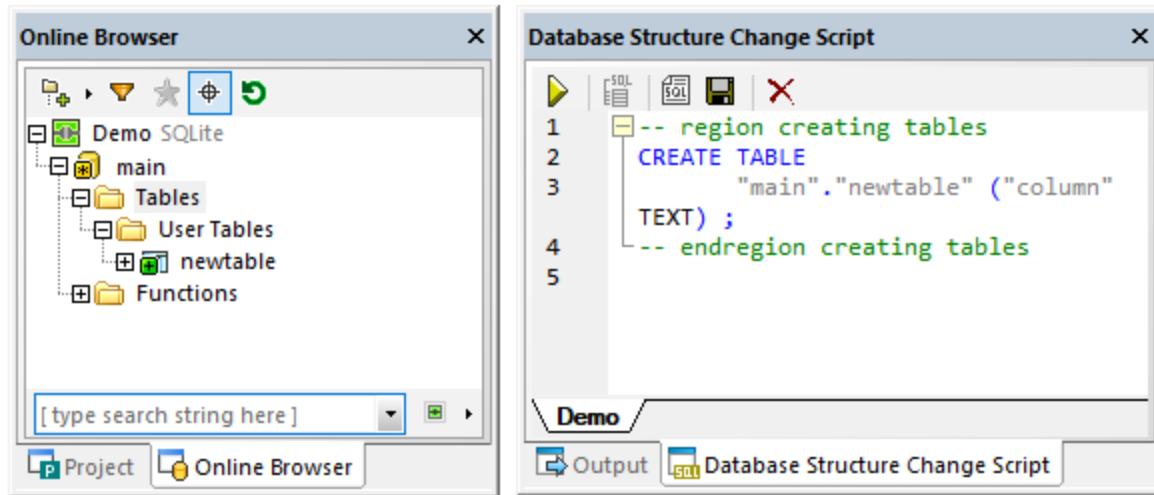 Online Browser
Demo SQLite
main
Tables
User Tables
newtable
Functions
[ type search string here ]
Project
Online Browser
Database Structure Change Script
SQL
SQL
1 -- region creating tables
2 CREATE TABLE
3 "main"."newtable" ("column"
TEXT) ;
4 -- endregion creating tables
5
Demo
Output
Database Structure Change Script